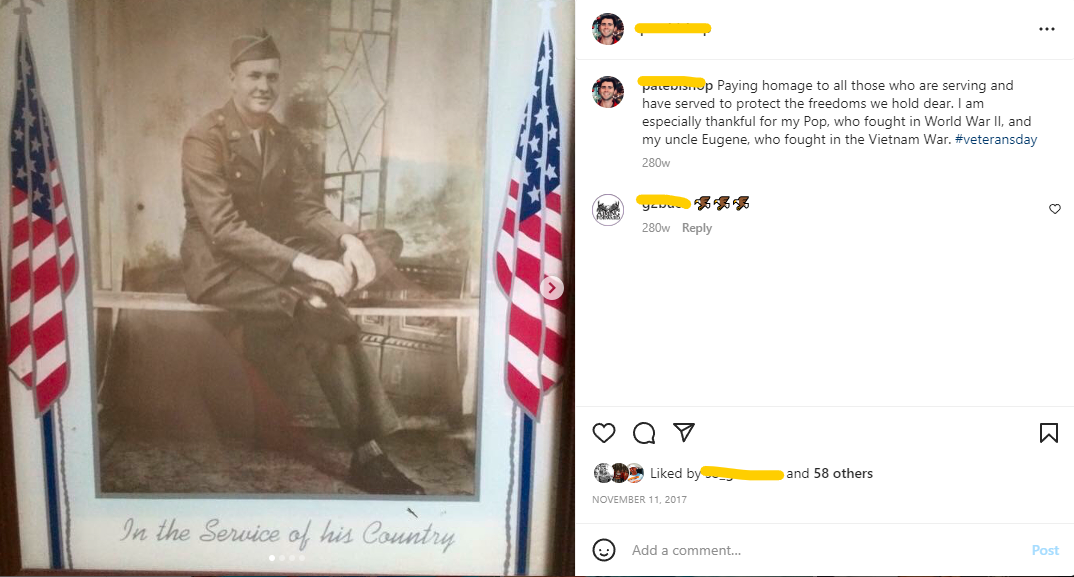 In the Service of his Country
Paying homage to all those who are serving and
have served to protect the freedoms we hold dear. I am
especially thankful for my Pop, who fought in World War II, and
my uncle Eugene, who fought in the Vietnam War. #veteransday
280w
280w Reply
Liked by and 58 others
NOVEMBER 11, 2017
Add a comment... Post